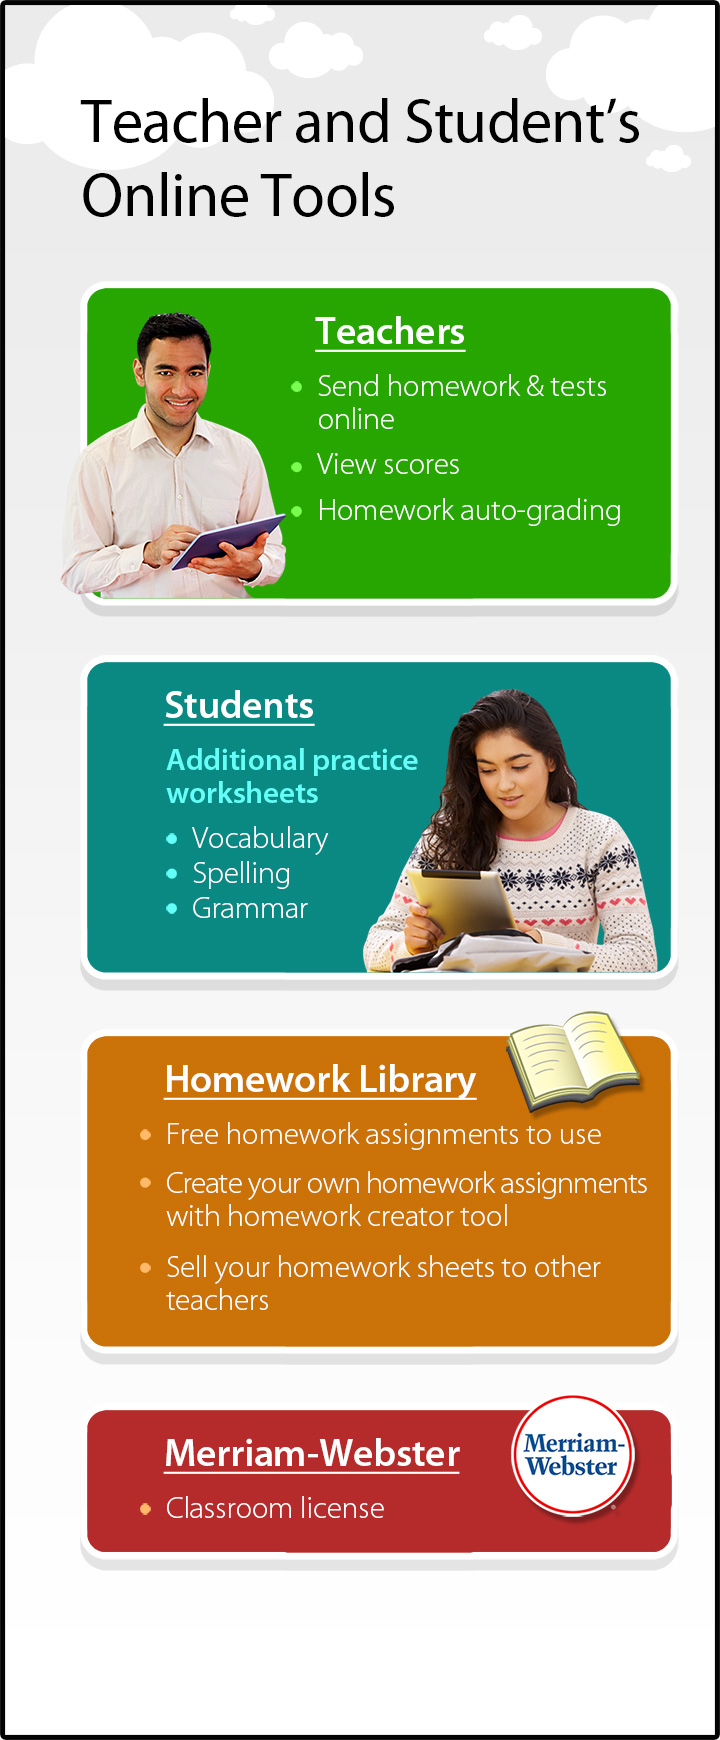 Teacher and Student’s
Online Tools
Teachers
• Send homework & tests
online
• View scores
• Homework auto-grading
Students
Additional practice
worksheets
• Vocabulary
• Spelling
• Grammar
Homework Library
• Free homework assignments to use
• Create your own homework assignments
with homework creator tool
• Sell your homework sheets to other
teachers
Merriam-Webster
• Classroom license
Merriam-
Webster